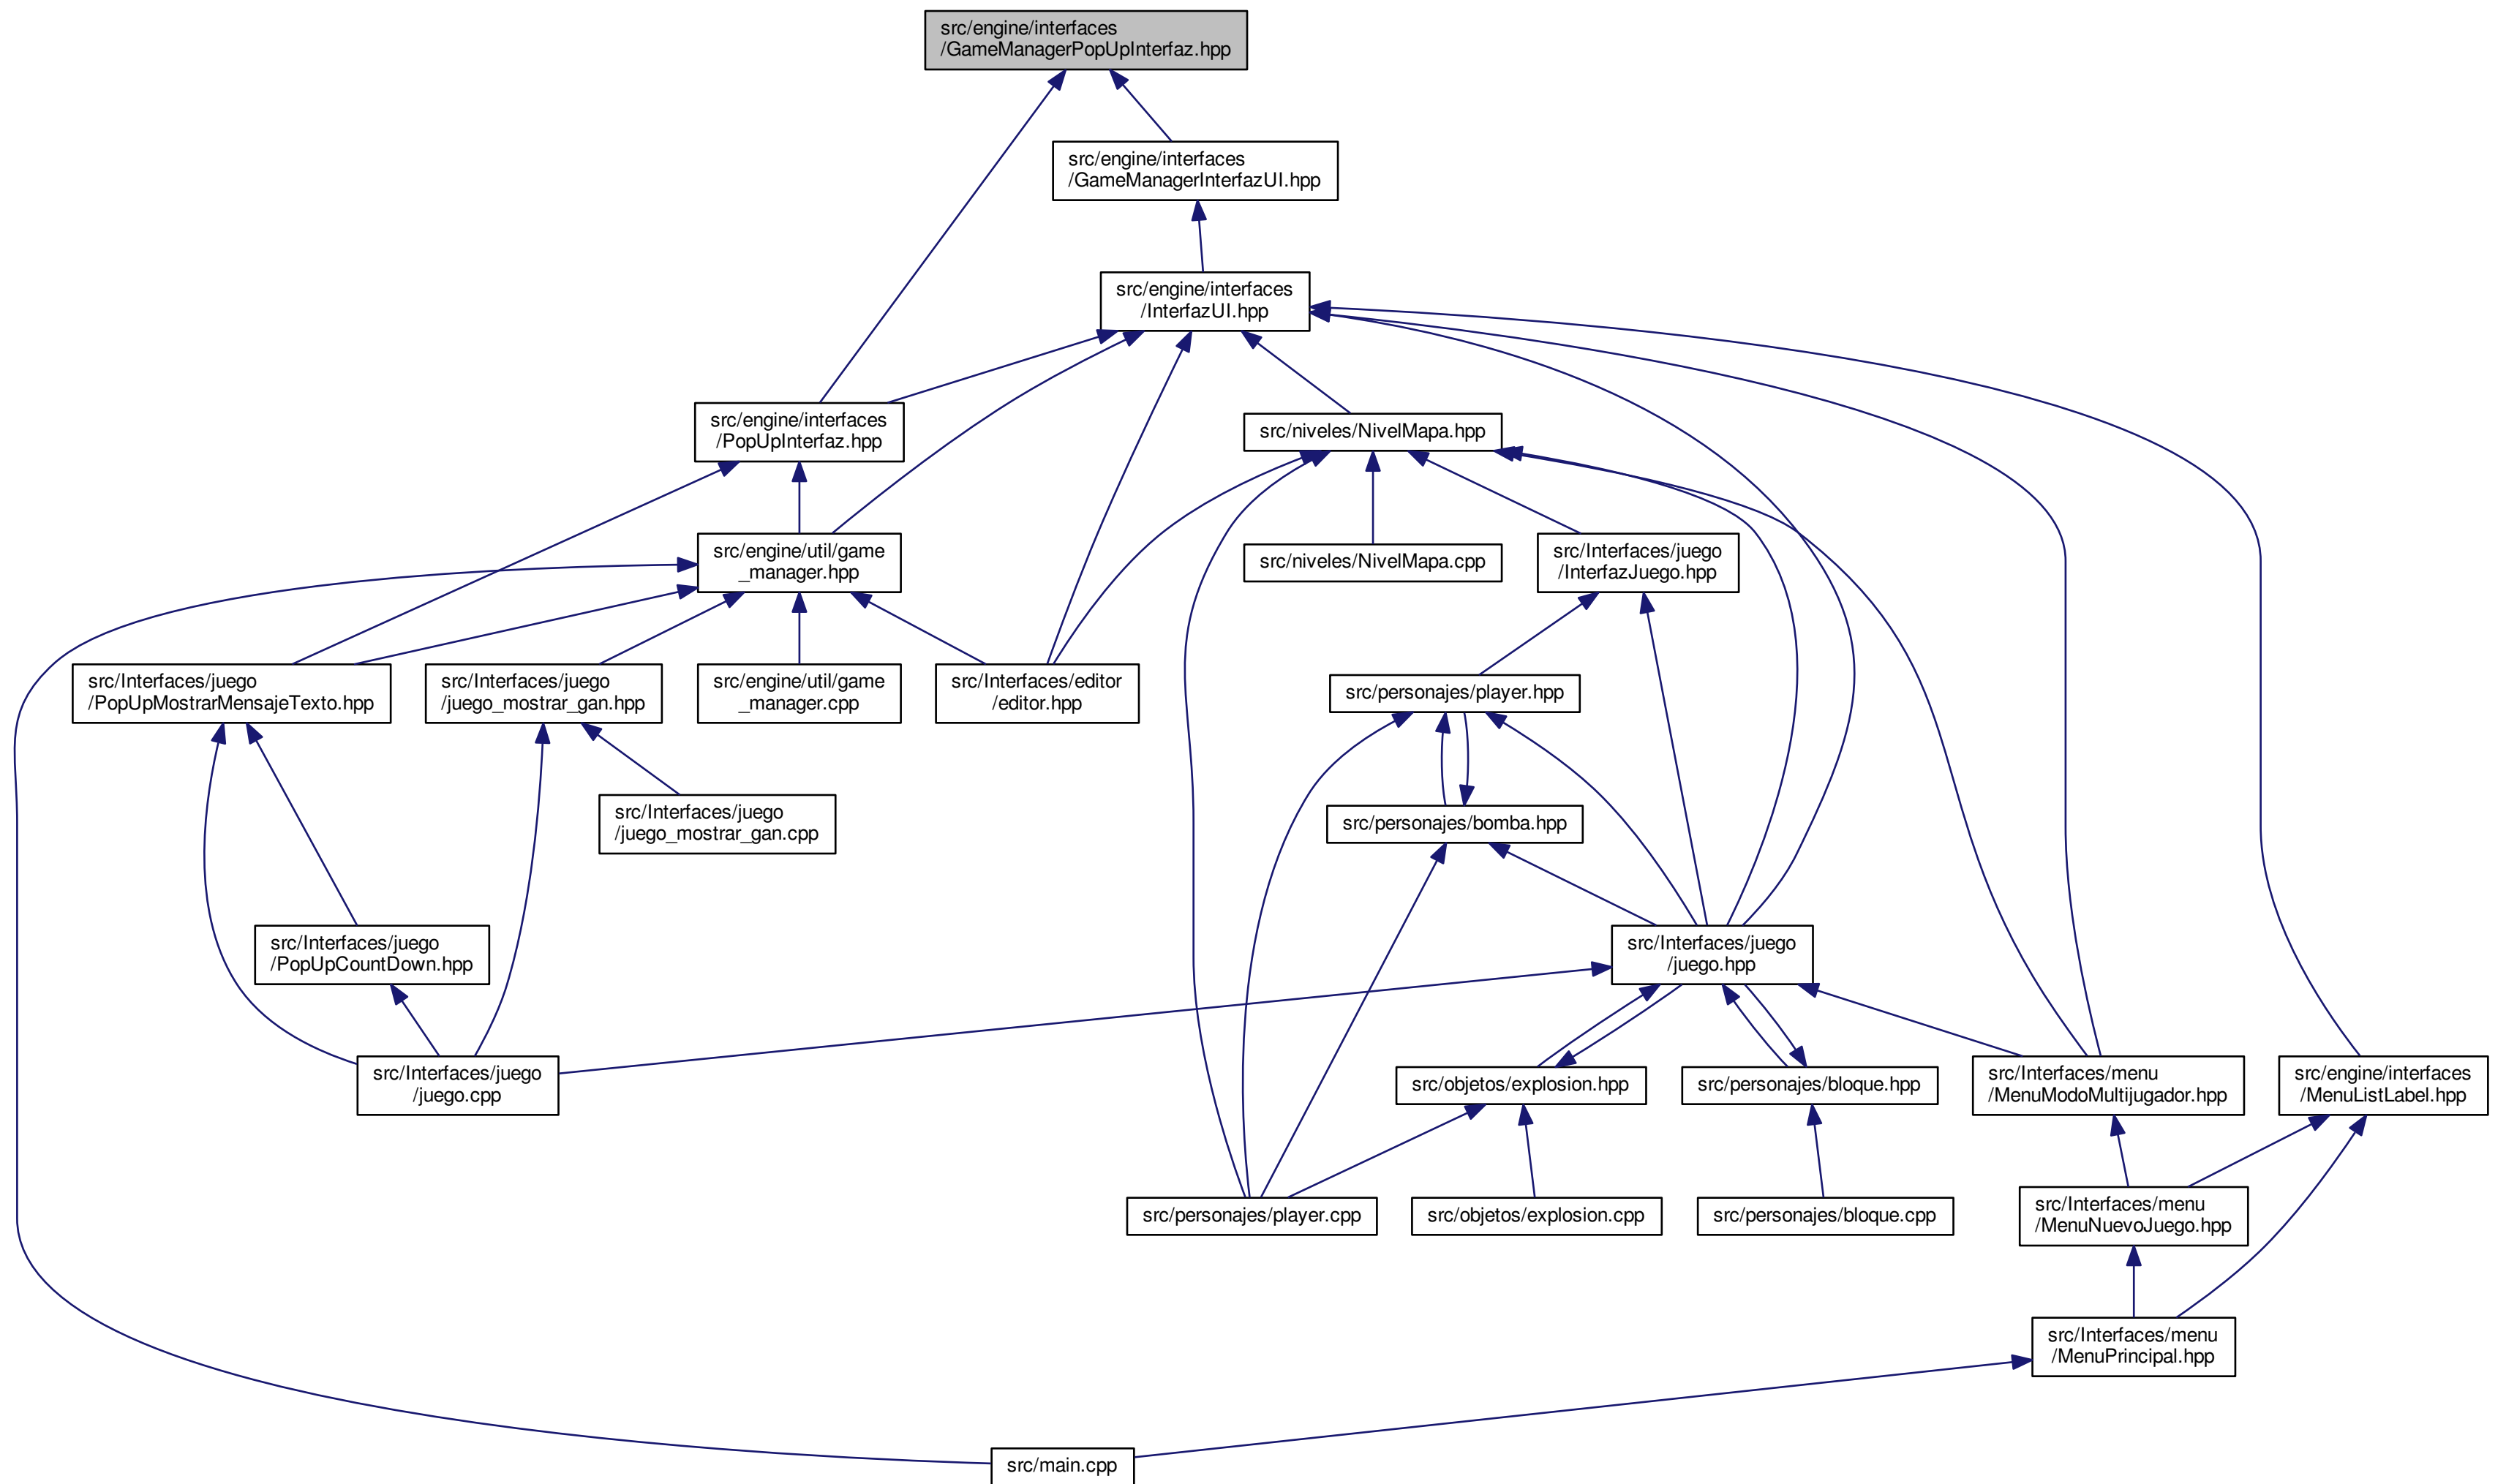 src/engine/interfaces
/GameManagerPopUpInterfaz.hpp
src/engine/interfaces
/GameManagerInterfazUI.hpp
src/engine/interfaces
/InterfazUI.hpp
src/engine/interfaces
/PopUpInterfaz.hpp
src/niveles/NivelMapa.hpp
src/engine/util/game
_manager.hpp
src/niveles/NivelMapa.cpp
src/Interfaces/juego
/InterfazJuego.hpp
src/Interfaces/juego
/PopUpMostrarMensajeTexto.hpp
src/Interfaces/juego
/juego_mostrar_gan.hpp
src/engine/util/game
_manager.cpp
src/Interfaces/editor
/editor.hpp
src/personajes/player.hpp
src/Interfaces/juego
/juego_mostrar_gan.cpp
src/personajes/bomba.hpp
src/Interfaces/juego
/PopUpCountDown.hpp
src/Interfaces/juego
/juego.hpp
src/Interfaces/juego
/juego.cpp
src/objetos/explosion.hpp
src/personajes/bloque.hpp
src/Interfaces/menu
/MenuModoMultijugador.hpp
src/engine/interfaces
/MenuListLabel.hpp
src/personajes/player.cpp
src/objetos/explosion.cpp
src/personajes/bloque.cpp
src/Interfaces/menu
/MenuNuevoJuego.hpp
src/Interfaces/menu
/MenuPrincipal.hpp
src/main.cpp